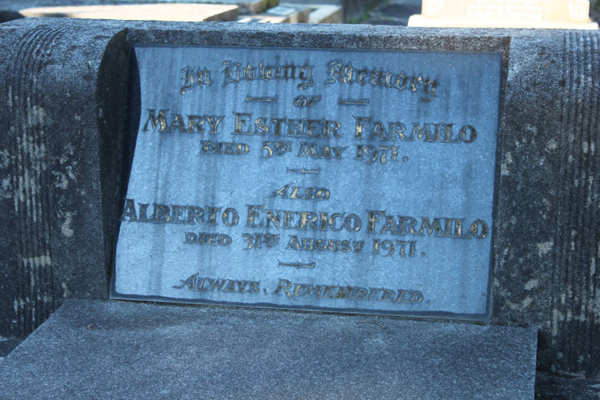 In Loving Memory
OF
MARY ESTHER FARMILO
DIED 5TH MAY 1971.
ALSO
ALBERTO ENERICO FARMILO
DIED 31ST AUGUST 1971.
ALWAYS REMEMBERED.